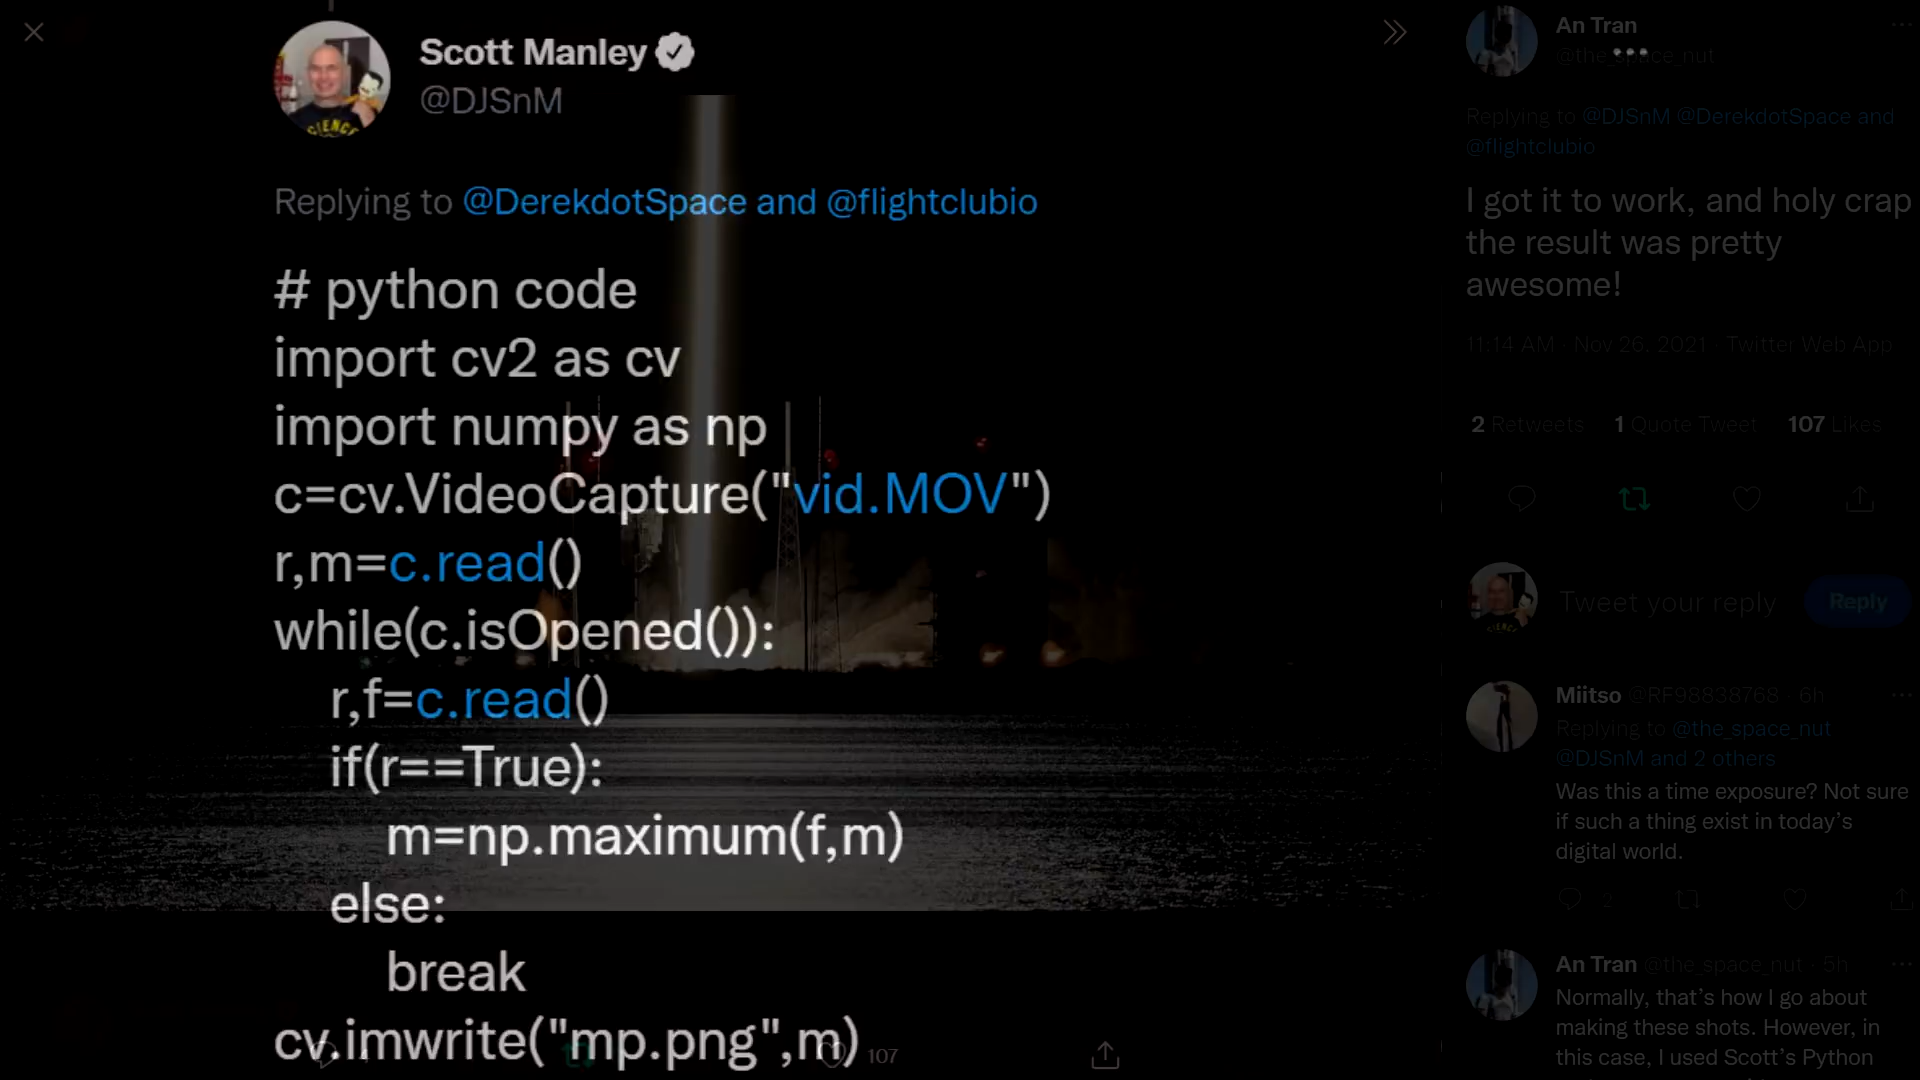 Scott Manley
@DJSnM
Replying to @DerekdotSpace and @flightclubio
# python code
import cv2 as cv
import numpy as np
c=cv.VideoCapture("vid.MOV")
r,m=c.read()
while(c.isOpened()):
r,f=c.read()
if(r==True):
m=np.maximum(f,m)
else:
break
cv.imwrite("mp.png",m)
107
An Tran
@the_space_nut
Replying to @DJSnM @DerekdotSpace and
@flightclubio
I got it to work, and holy crap
the result was pretty
awesome!
11:14 AM · Nov 26, 2021 · Twitter Web App
2 Retweets 1 Quote Tweet 107 Likes
Tweet your reply
Reply
Miitso @RF98838768 · 6h
Replying to @the_space_nut
@DJSnM and 2 others
Was this a time exposure? Not sure
if such a thing exist in today's
digital world.
2
An Tran @the_space_nut · 5h
Normally, that's how I go about
making these shots. However, in
this case, I used Scott's Python